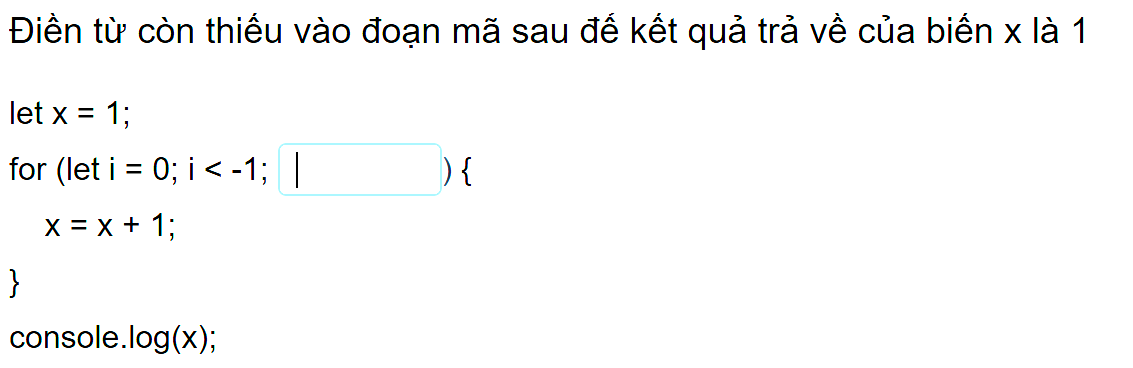 Điền từ còn thiếu vào đoạn mã sau để kết quả trả về của biến x là 1
let x = 1;
for (let i = 0; i < -1; ) {
x = x + 1;
}
console.log(x);